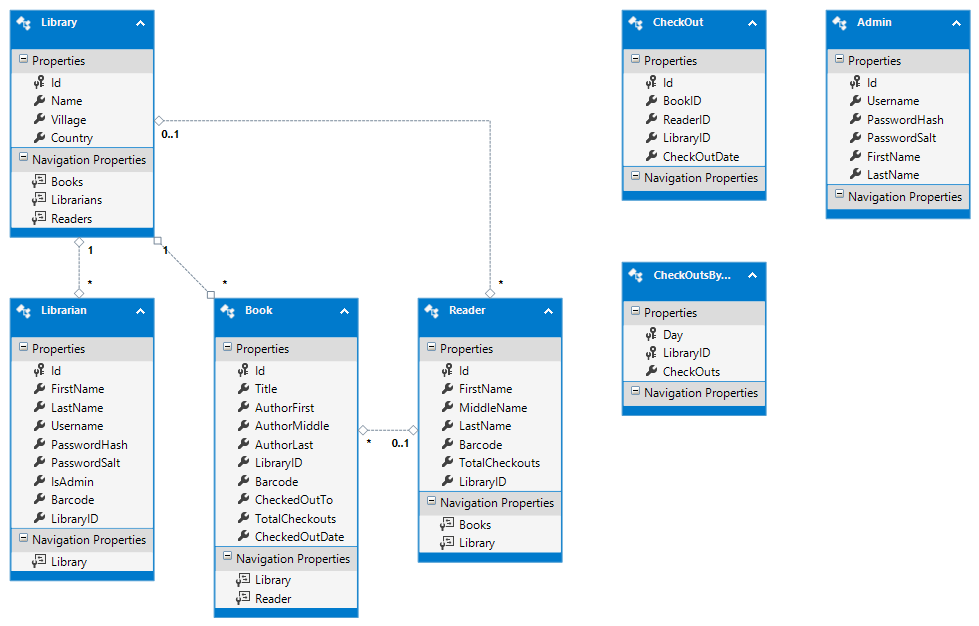 Library
Properties
Id
Name
Village
Country
Navigation Properties
Books
Librarians
Readers
CheckOut
Properties
Id
BookID
ReaderID
LibraryID
CheckOutDate
Navigation Properties
Admin
Properties
Id
Username
PasswordHash
PasswordSalt
FirstName
LastName
Navigation Properties
0..1
1
*
1
*
*
CheckOutsBy...
Properties
Day
LibraryID
CheckOuts
Navigation Properties
Librarian
Properties
Id
FirstName
LastName
Username
PasswordHash
PasswordSalt
IsAdmin
Barcode
LibraryID
Navigation Properties
Library
Book
Properties
Id
Title
AuthorFirst
AuthorMiddle
AuthorLast
LibraryID
Barcode
CheckedOutTo
TotalCheckouts
CheckedOutDate
Navigation Properties
Library
Reader
*
0..1
Reader
Properties
Id
FirstName
MiddleName
LastName
Barcode
TotalCheckouts
LibraryID
Navigation Properties
Books
Library